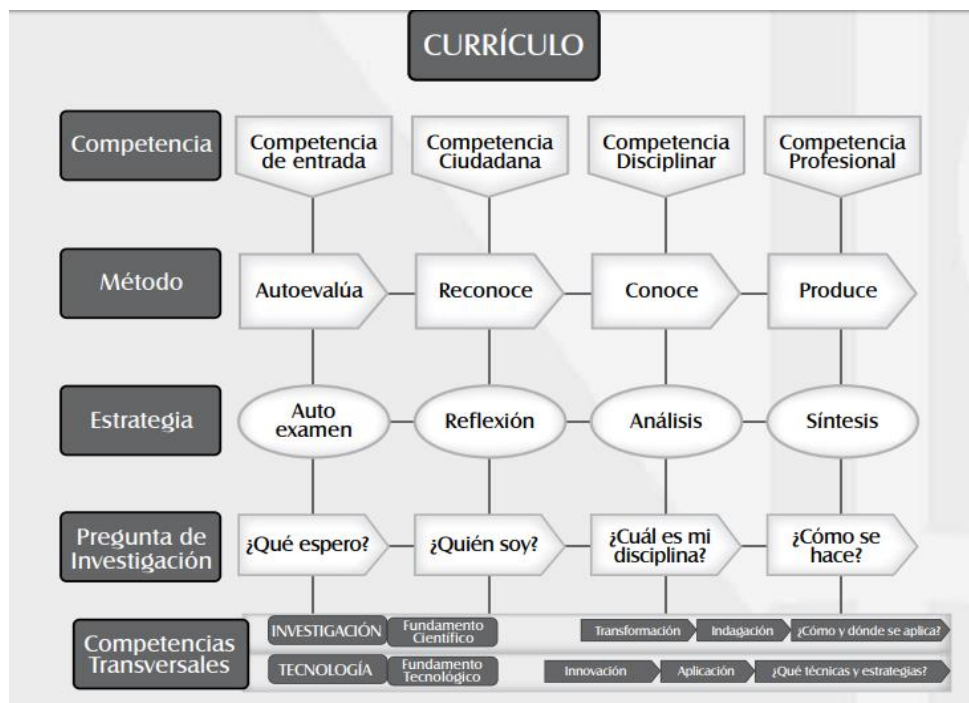 CURRÍCULO
Competencia
Competencia
de entrada
Competencia
Ciudadana
Competencia
Disciplinar
Competencia
Profesional
Método
Autoevalúa
Reconoce
Conoce
Produce
Estrategia
Auto
examen
Reflexión
Análisis
Síntesis
Pregunta de
Investigación
¿Qué espero?
¿Quién soy?
¿Cuál es mi
disciplina?
¿Cómo se
hace?
Competencias
Transversales
INVESTIGACIÓN
Fundamento
Científico
Transformación
Indagación
¿Cómo y dónde se aplica?
TECNOLOGÍA
Fundamento
Tecnológico
Innovación
Aplicación
¿Qué técnicas y estrategias?